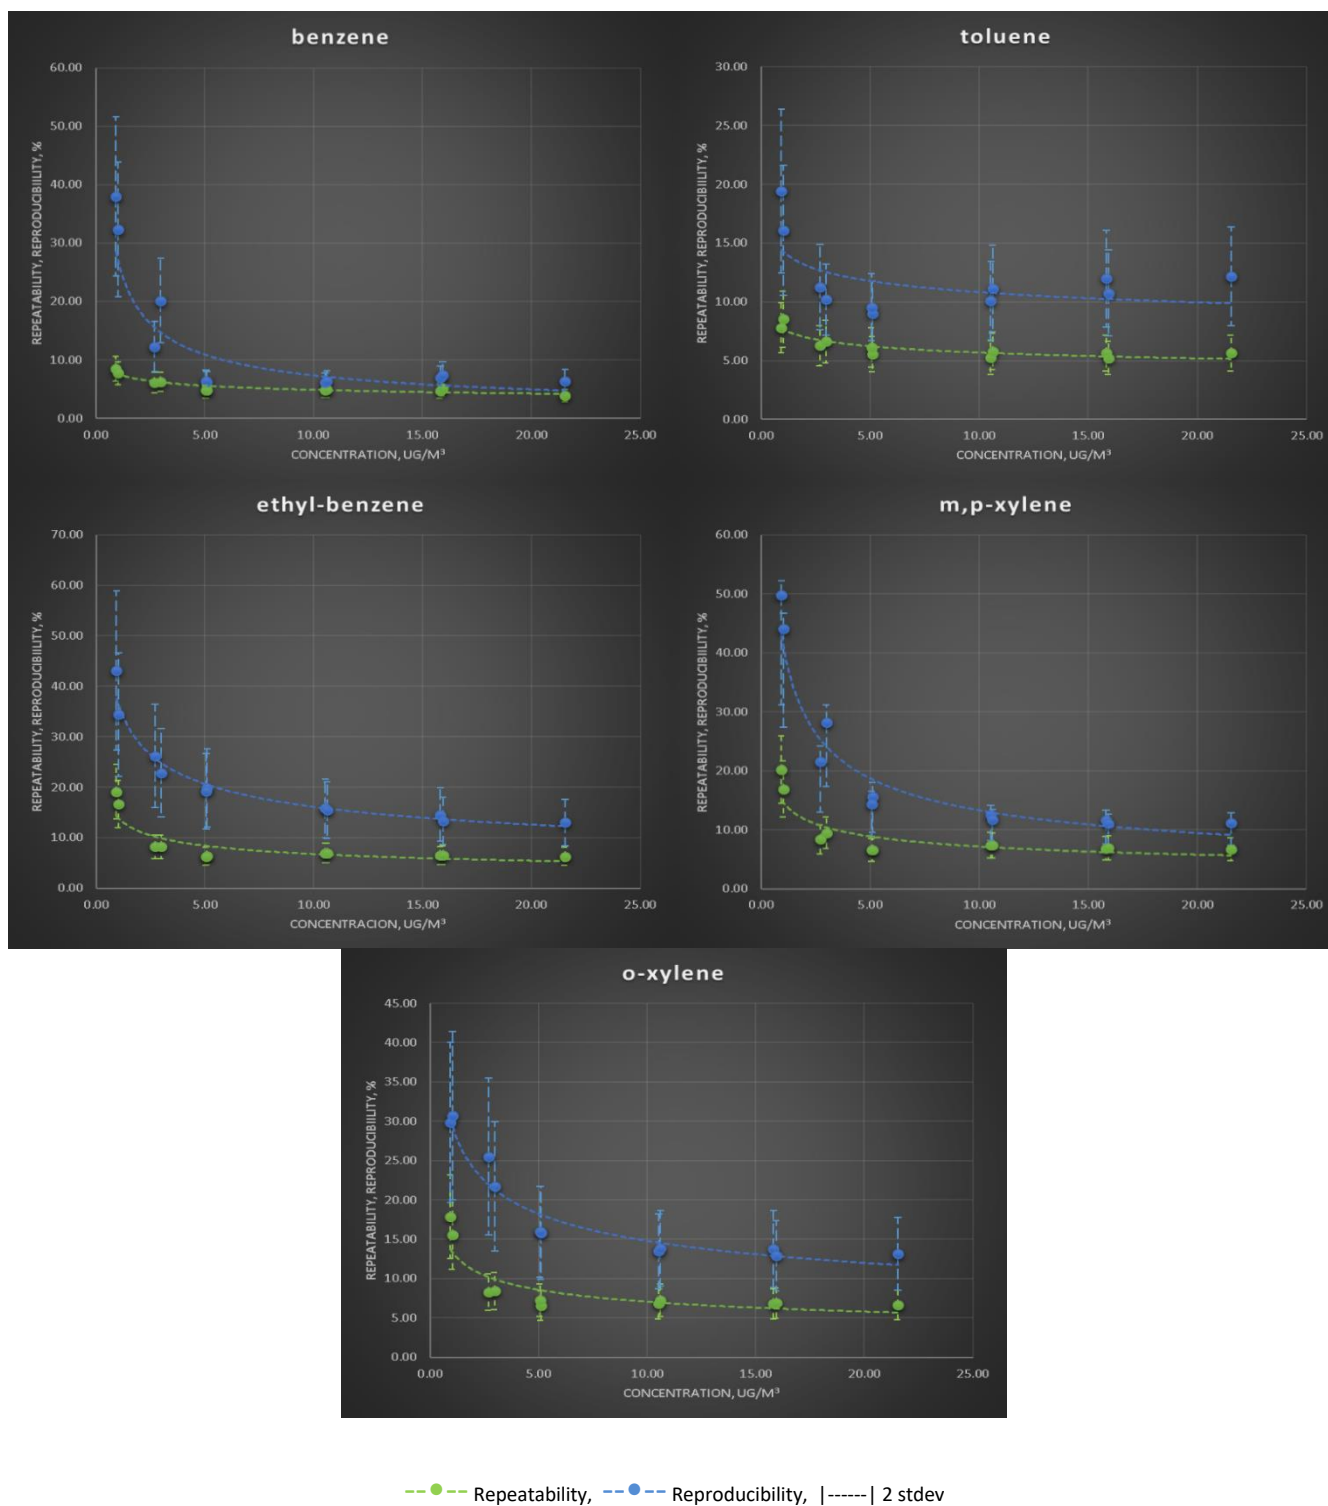 benzene
60.00
50.00
40.00
30.00
20.00
10.00
0.00
REPEATABILITY, REPRODUCIBIILITY, %
0.00 5.00 10.00 15.00 20.00 25.00
CONCENTRATION, UG/M³
toluene
30.00
25.00
20.00
15.00
10.00
5.00
0.00
REPEATABILITY, REPRODUCIBIILITY, %
0.00 5.00 10.00 15.00 20.00 25.00
CONCENTRATION, UG/M³
ethyl-benzene
70.00
60.00
50.00
40.00
30.00
20.00
10.00
0.00
REPEATABILITY, REPRODUCIBIILITY, %
0.00 5.00 10.00 15.00 20.00 25.00
CONCENTRACION, UG/M³
m,p-xylene
60.00
50.00
40.00
30.00
20.00
10.00
0.00
REPEATABILITY, REPRODUCIBIILITY, %
0.00 5.00 10.00 15.00 20.00 25.00
CONCENTRATION, UG/M³
o-xylene
45.00
40.00
35.00
30.00
25.00
20.00
15.00
10.00
5.00
0.00
REPEATABILITY, REPRODUCIBIILITY, %
0.00 5.00 10.00 15.00 20.00 25.00
CONCENTRATION, UG/M³
Repeatability, Reproducibility, |------| 2 stdev